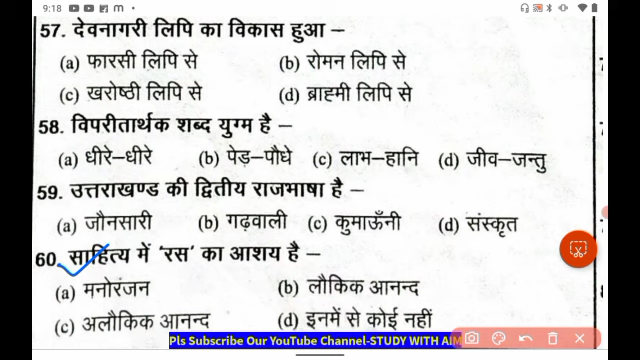 9:18
57. देवनागरी लिपि का विकास हुआ –
(a) फारसी लिपि से (b) रोमन लिपि से
(c) ख़रोष्ठी लिपि से (d) ब्राह्मी लिपि से
58. विपरीतार्थक शब्द युग्म है –
(a) धीरे–धीरे (b) पेड़–पौधे (c) लाभ–हानि (d) जीव–जन्तु
59. उत्तराखण्ड की द्वितीय राजभाषा है –
(a) जौनसारी (b) गढ़वाली (c) कुमाऊँनी (d) संस्कृत
60. साहित्य में ‘रस’ का आशय है –
(a) मनोरंजन (b) लौकिक आनन्द
(c) अलौकिक आनन्द (d) इनमें से कोई नहीं
Pls Subscribe Our YouTube Channel-STUDY WITH AIM